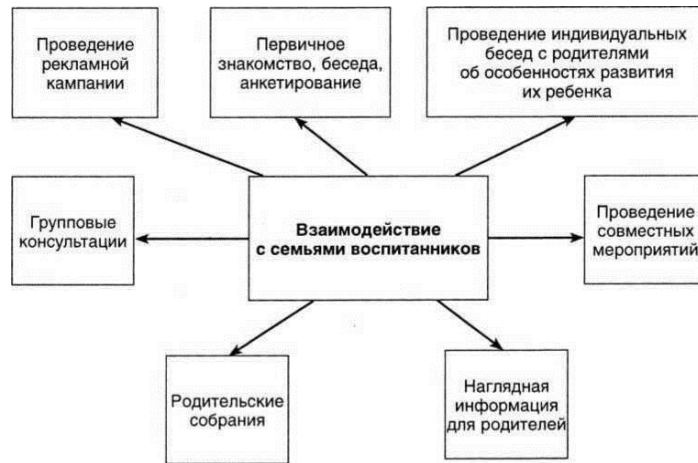 Проведение
рекламной
кампании
Первичное
знакомство, беседа,
анкетирование
Проведение индивидуальных
бесед с родителями
об особенностях развития
их ребенка
Групповые
консультации
Взаимодействие
с семьями воспитанников
Проведение
совместных
мероприятий
Родительские
собрания
Наглядная
информация
для родителей